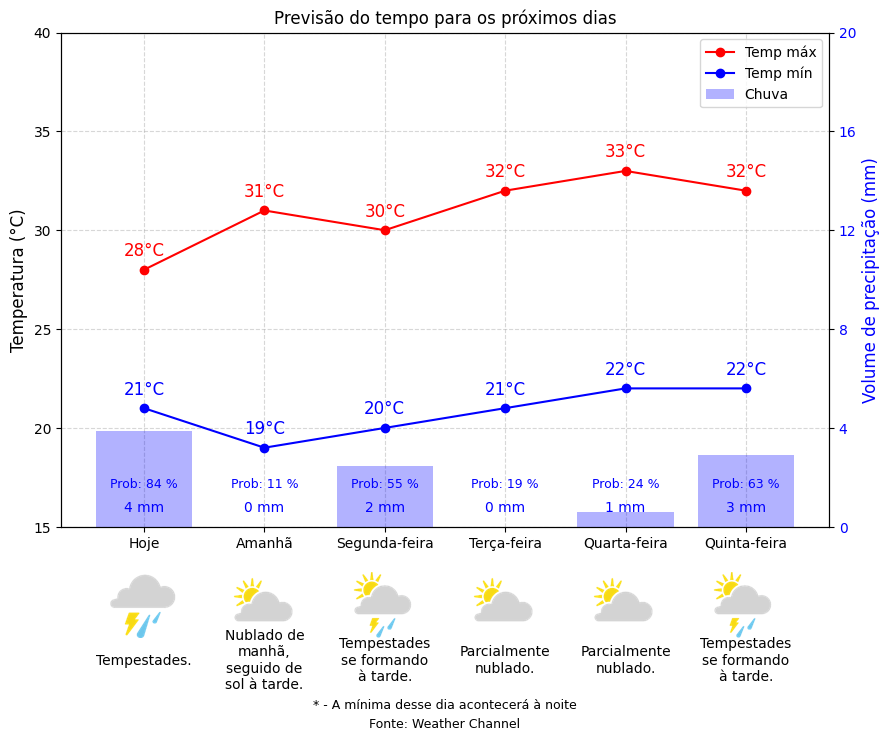 Previsão do tempo para os próximos dias
40
35
30
25
20
15
Temperatura (°C)
20
16
12
8
4
0
Volume de precipitação (mm)
Temp máx
Temp mín
Chuva
28°C
31°C
30°C
32°C
33°C
32°C
21°C
19°C
20°C
21°C
22°C
22°C
Prob: 84 %
Prob: 11 %
Prob: 55 %
Prob: 19 %
Prob: 24 %
Prob: 63 %
4 mm
0 mm
2 mm
0 mm
1 mm
3 mm
Hoje
Amanhã
Segunda-feira
Terça-feira
Quarta-feira
Quinta-feira
Tempestades.
Nublado de
manhã,
seguido de
sol à tarde.
Tempestades
se formando
à tarde.
Parcialmente
nublado.
Parcialmente
nublado.
Tempestades
se formando
à tarde.
* - A mínima desse dia acontecerá à noite
Fonte: Weather Channel